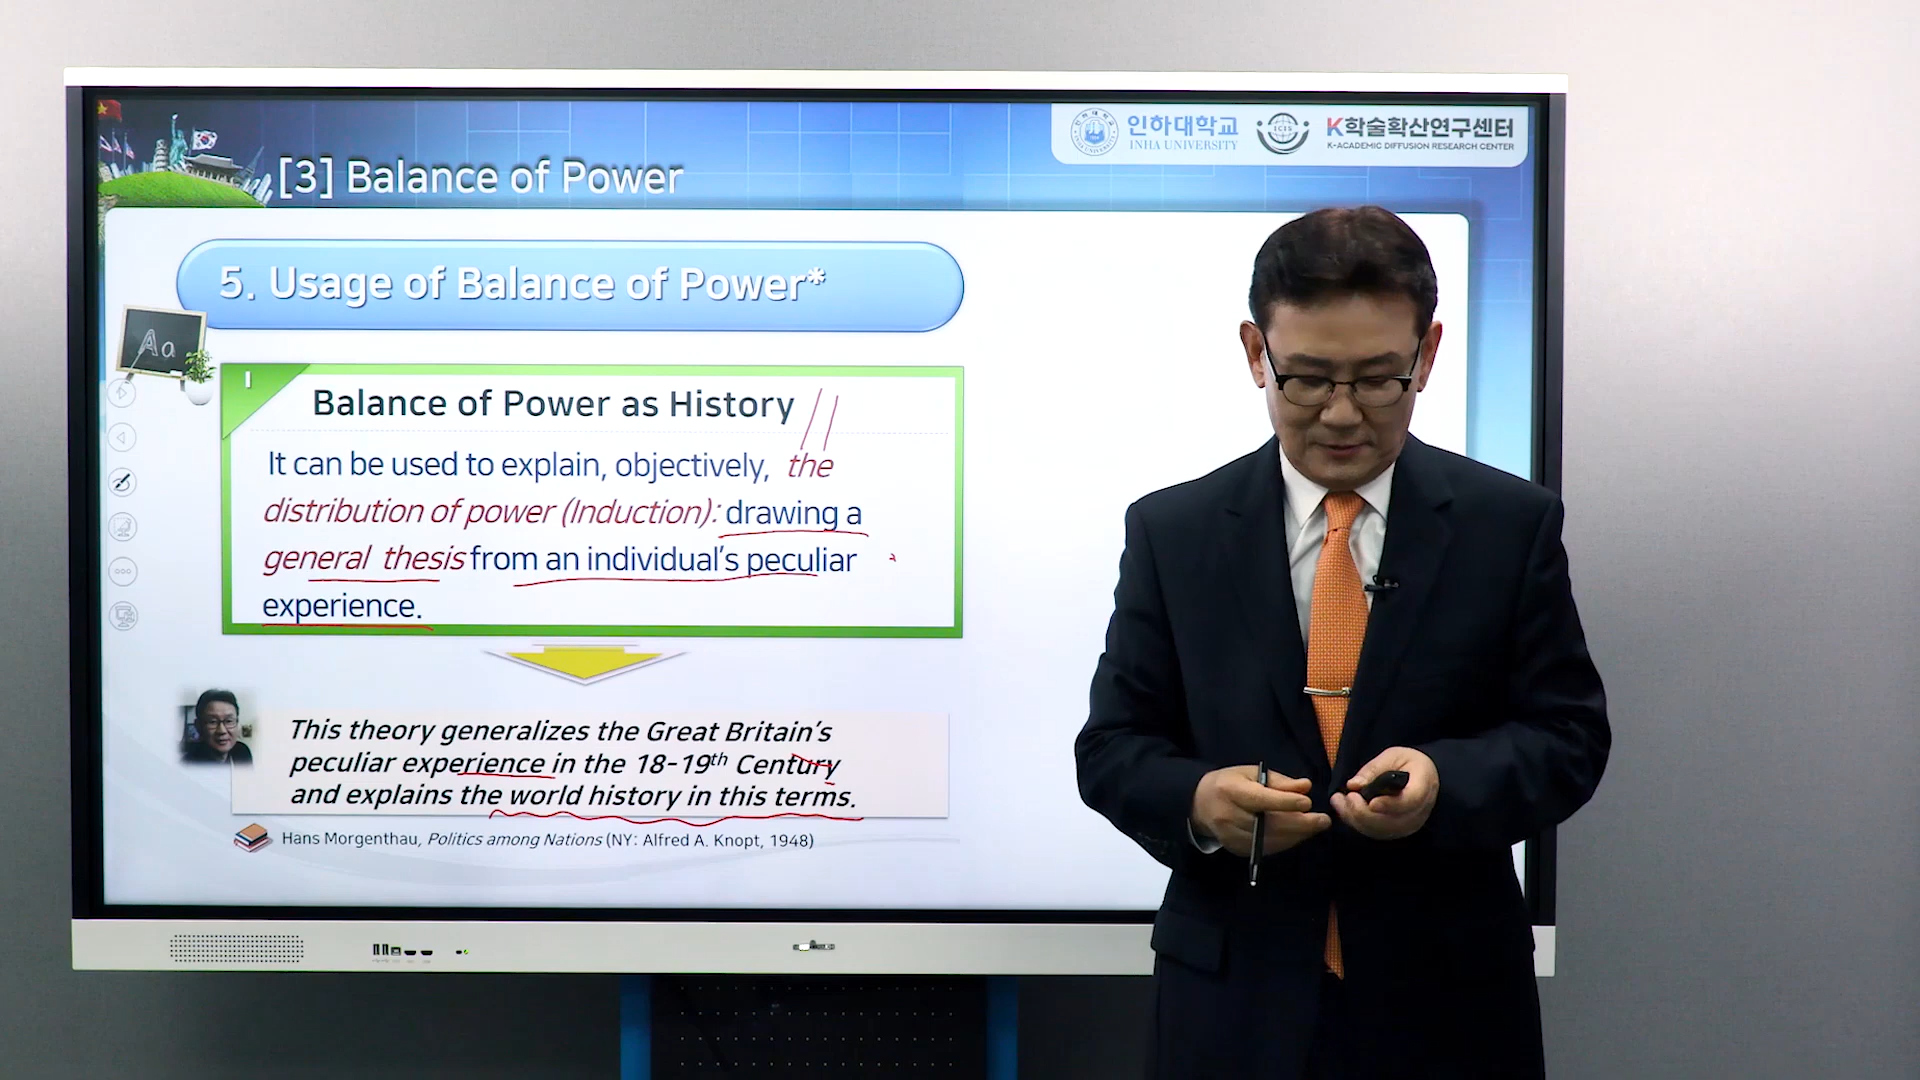 인하대학교
INHA UNIVERSITY
ICIS
K학술확산연구센터
K-ACADEMIC DIFFUSION RESEARCH CENTER
[3] Balance of Power
5. Usage of Balance of Power*
Aa
1
Balance of Power as History
It can be used to explain, objectively, the
distribution of power (Induction): drawing a
general thesis from an individual's peculiar
experience.
This theory generalizes the Great Britain's
peculiar experience in the 18-19th Century
and explains the world history in this terms.
Hans Morgenthau, Politics among Nations (NY: Alfred A. Knopt, 1948)